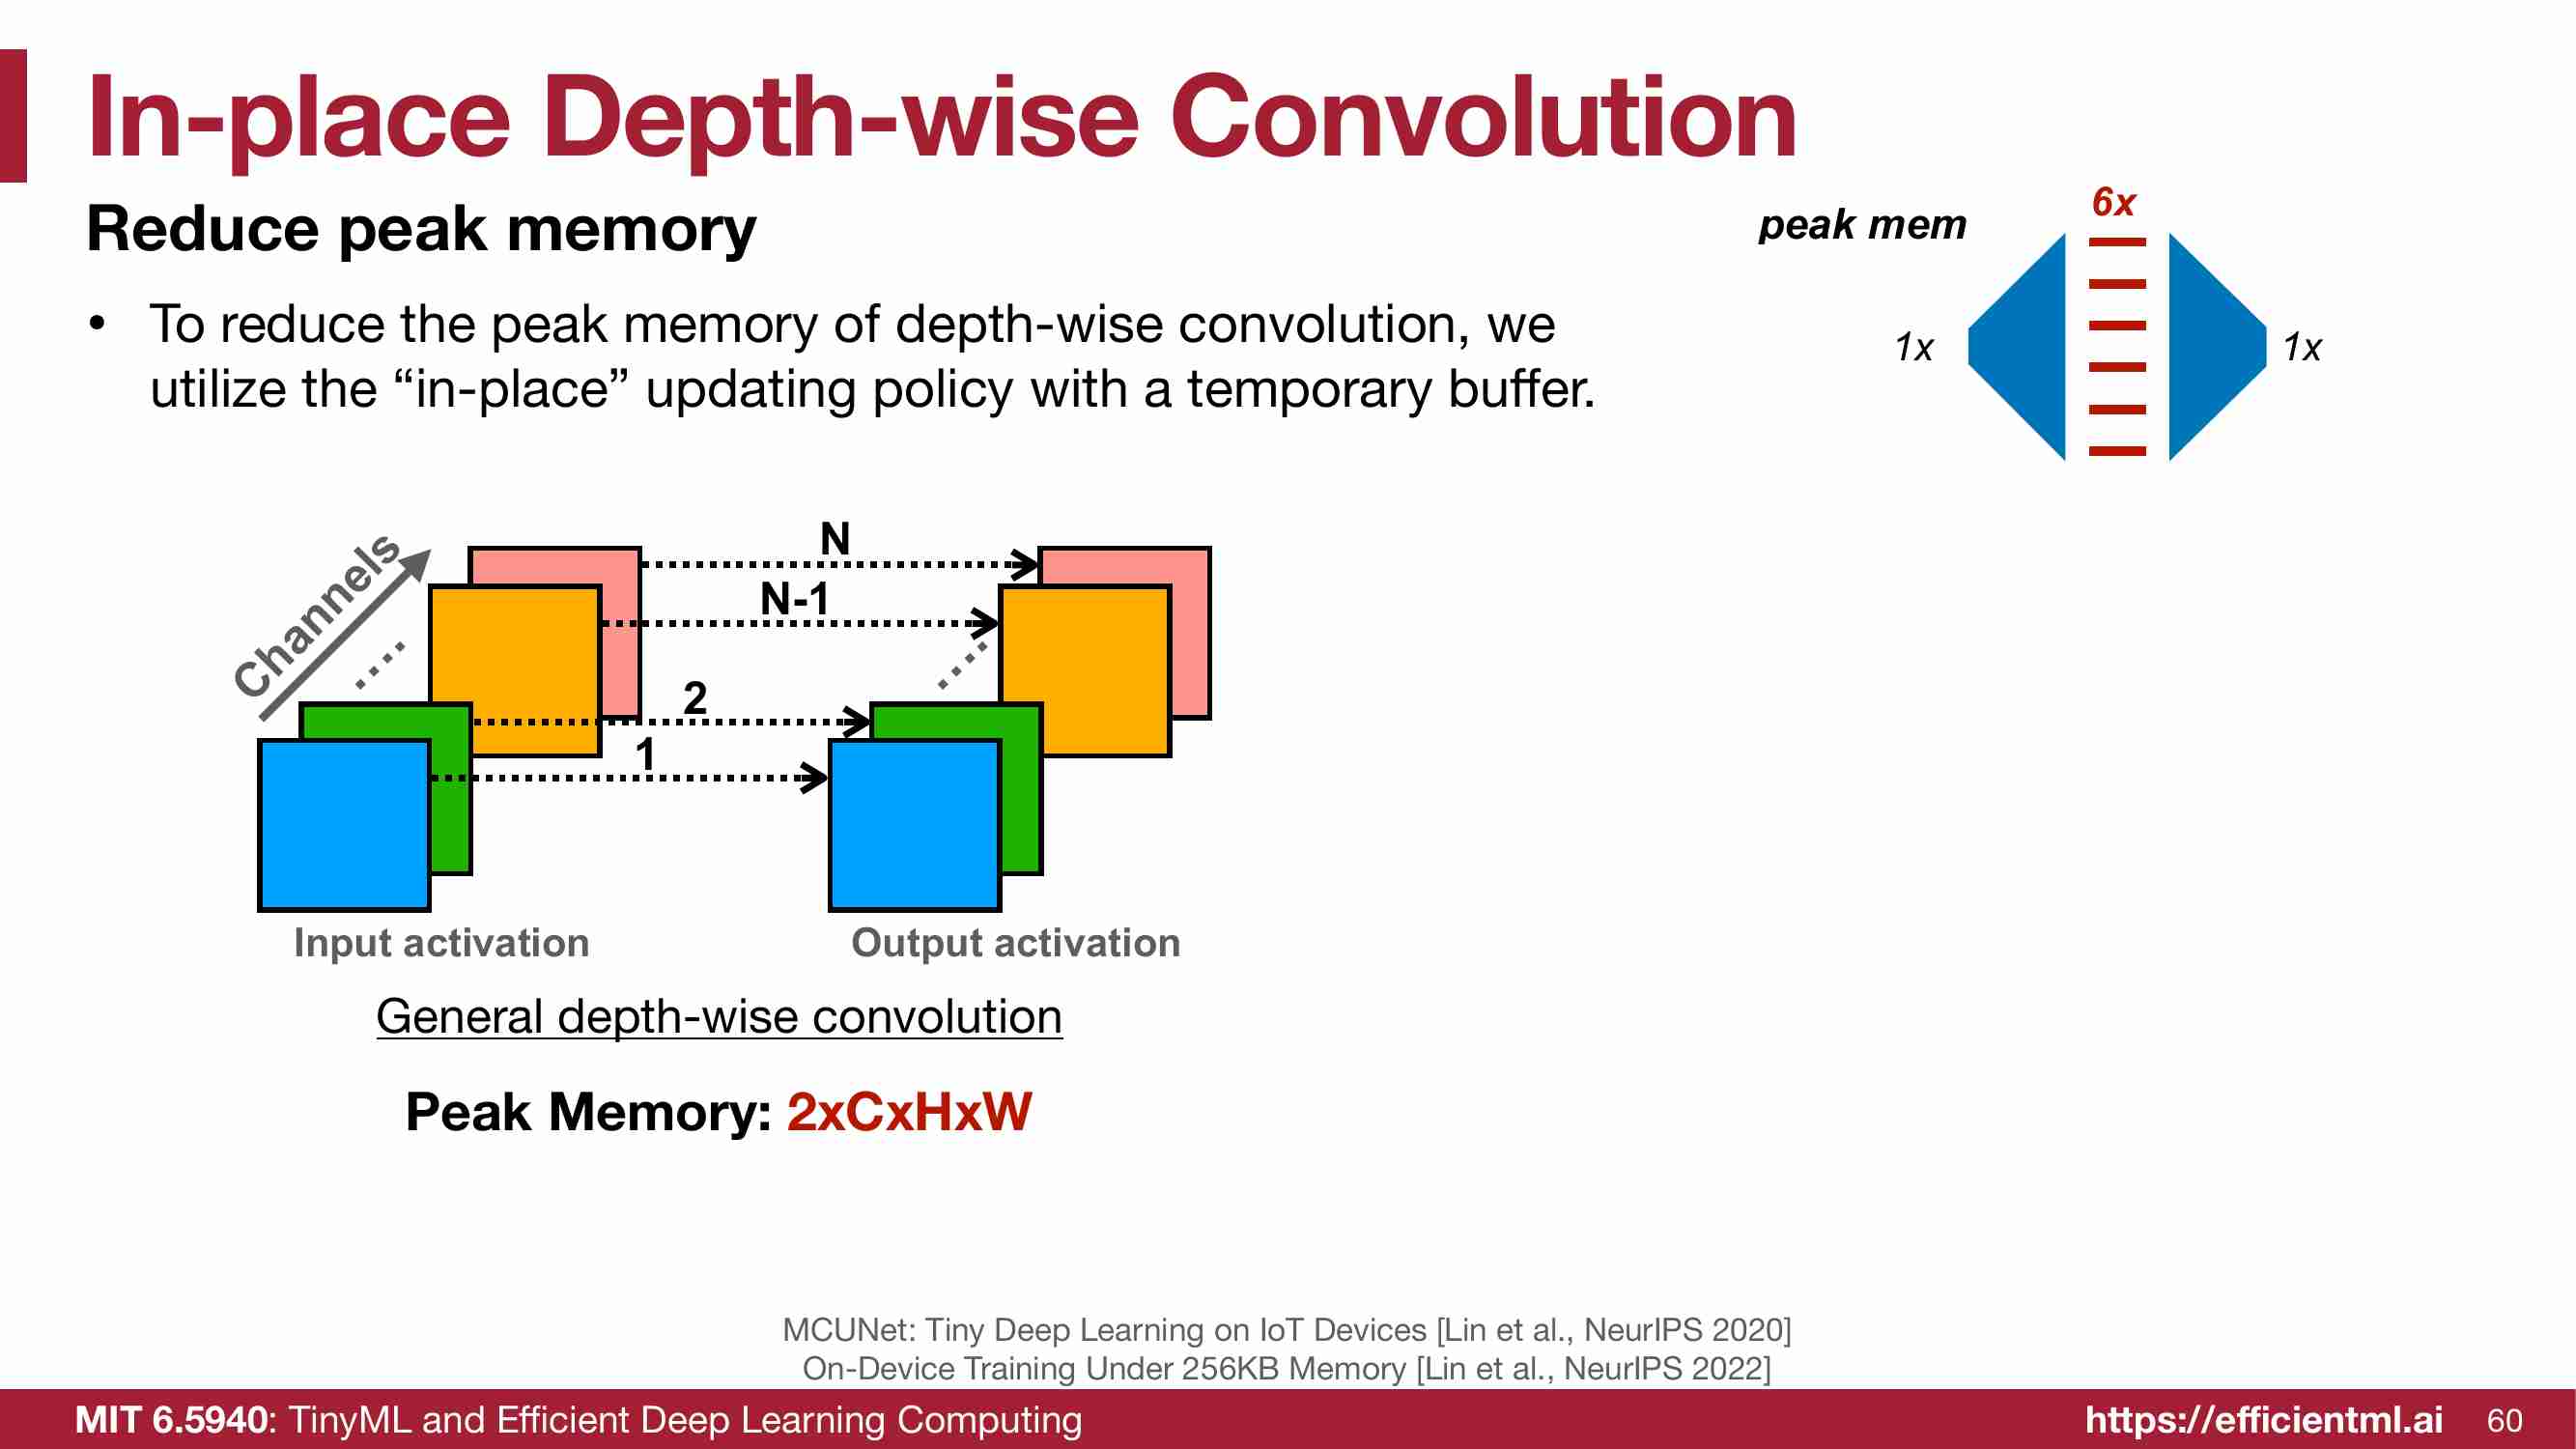 In-place Depth-wise Convolution
Reduce peak memory
• To reduce the peak memory of depth-wise convolution, we
utilize the “in-place” updating policy with a temporary buffer.
peak mem
6x
1x
1x
Channels
N
N-1
2
1
Input activation
Output activation
General depth-wise convolution
Peak Memory: 2xCxHxW
MCUNet: Tiny Deep Learning on IoT Devices [Lin et al., NeurIPS 2020]
On-Device Training Under 256KB Memory [Lin et al., NeurIPS 2022]
MIT 6.5940: TinyML and Efficient Deep Learning Computing
https://efficientml.ai
60